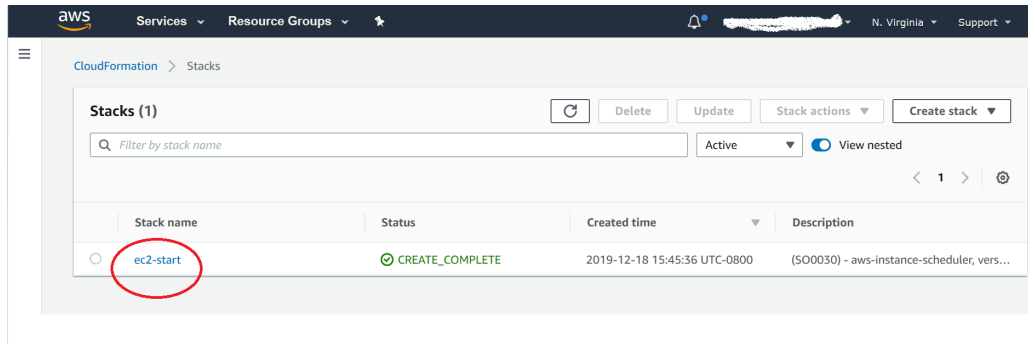 aws Services Resource Groups N. Virginia Support
CloudFormation > Stacks
Stacks (1) Delete Update Stack actions Create stack
Filter by stack name Active View nested
< 1 >
Stack name Status Created time Description
ec2-start CREATE_COMPLETE 2019-12-18 15:45:36 UTC-0800 (SO0030) - aws-instance-scheduler, vers...